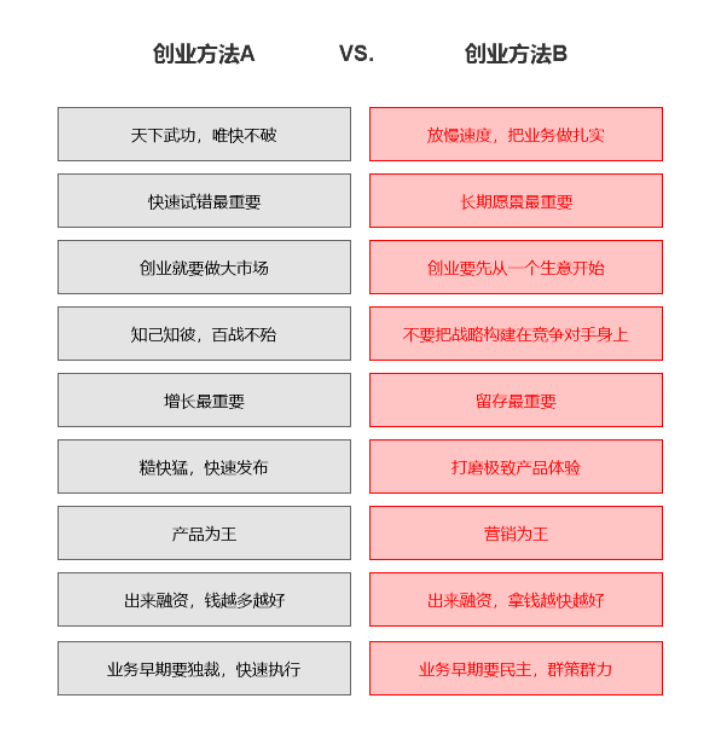 创业方法A VS. 创业方法B
天下武功，唯快不破 放慢速度，把业务做扎实
快速试错最重要 长期愿景最重要
创业就要做大市场 创业要先从一个生意开始
知己知彼，百战不殆 不要把战略构建在竞争对手身上
增长最重要 留存最重要
糙快猛，快速发布 打磨极致产品体验
产品为王 营销为王
出来融资，钱越多越好 出来融资，拿钱越快越好
业务早期要独裁，快速执行 业务早期要民主，群策群力